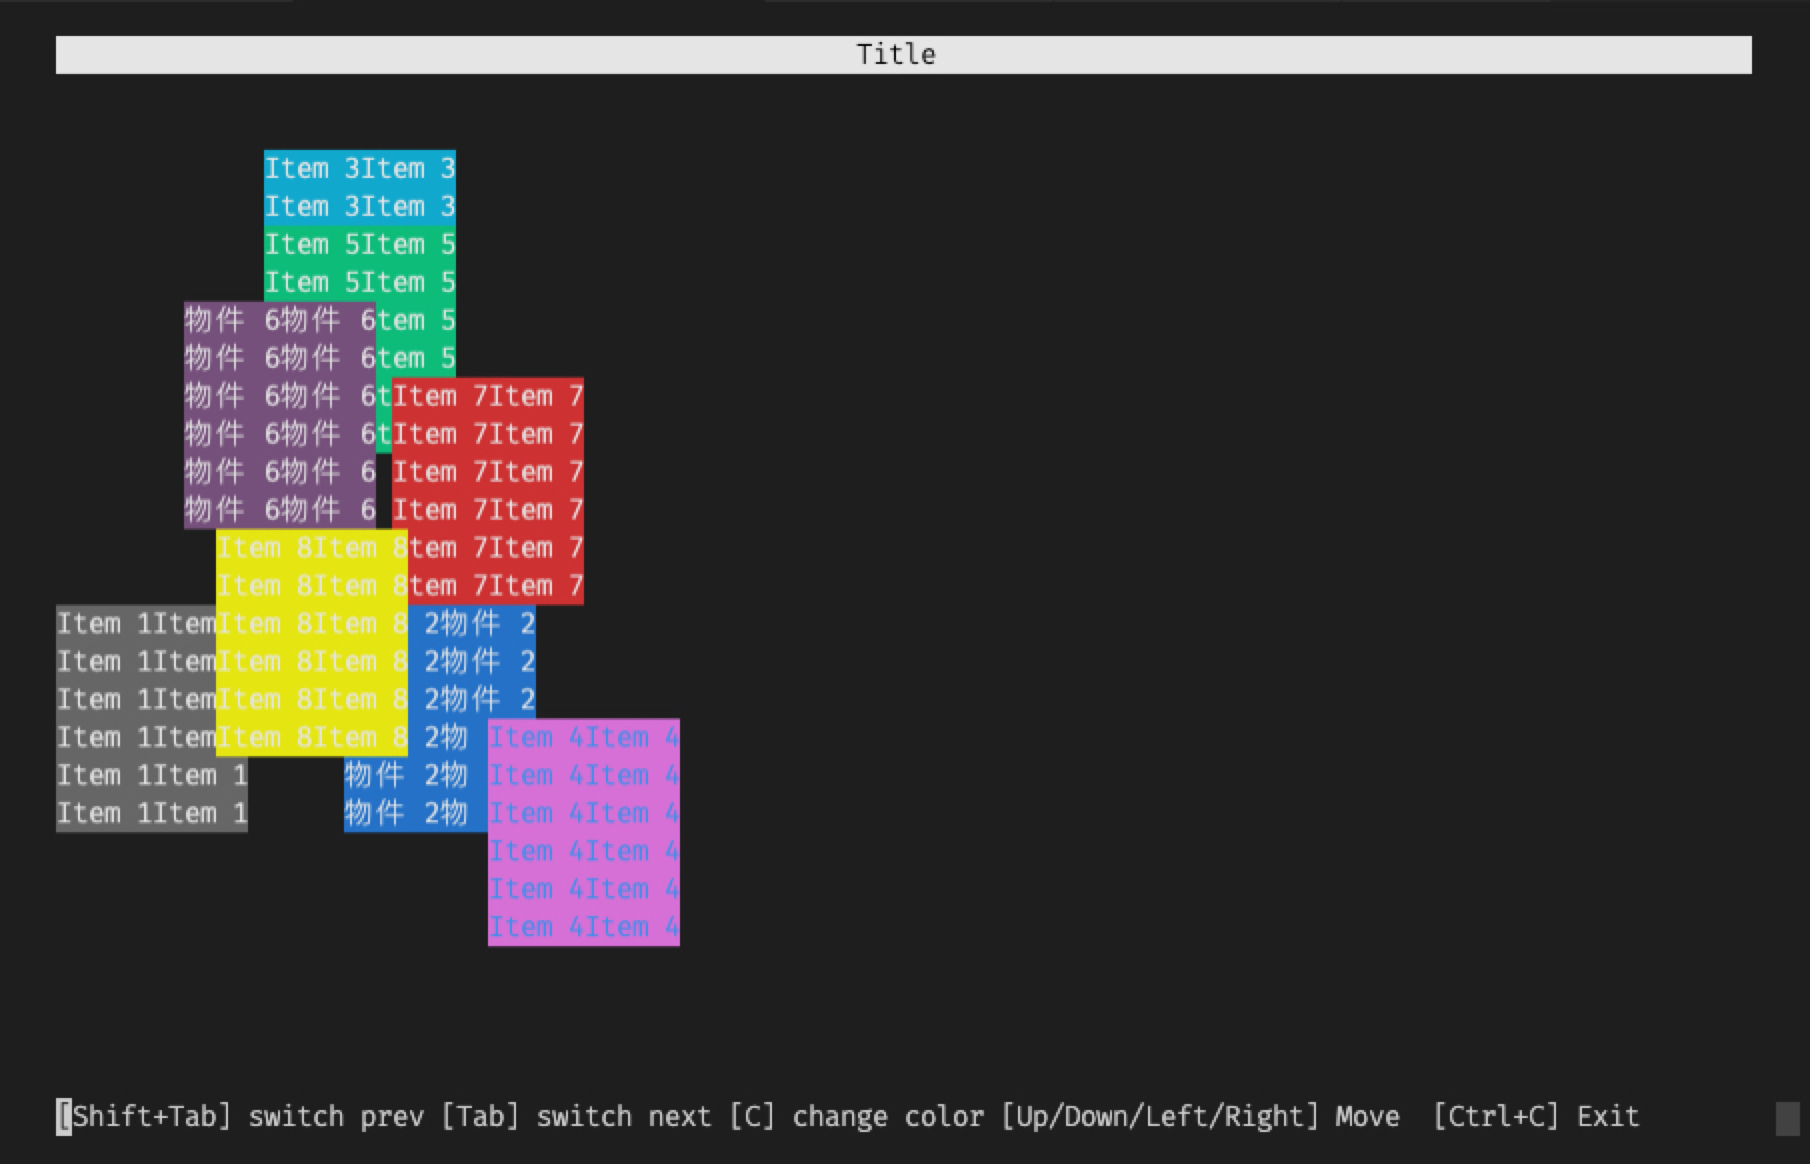 Title
Item 3Item 3
Item 3Item 3
Item 5Item 5
Item 5Item 5
物件 6物件 6tem 5
物件 6物件 6tem 5
物件 6物件 6tItem 7Item 7
物件 6物件 6tItem 7Item 7
物件 6物件 6 Item 7Item 7
物件 6物件 6 Item 7Item 7
Item 8Item 8tem 7Item 7
Item 8Item 8tem 7Item 7
Item 1ItemItem 8Item 8 2物件 2
Item 1ItemItem 8Item 8 2物件 2
Item 1ItemItem 8Item 8 2物件 2
Item 1ItemItem 8Item 8 2物 Item 4Item 4
Item 1Item 1 物件 2物 Item 4Item 4
Item 1Item 1 物件 2物 Item 4Item 4
Item 4Item 4
Item 4Item 4
Item 4Item 4
[Shift+Tab] switch prev [Tab] switch next [C] change color [Up/Down/Left/Right] Move [Ctrl+C] Exit